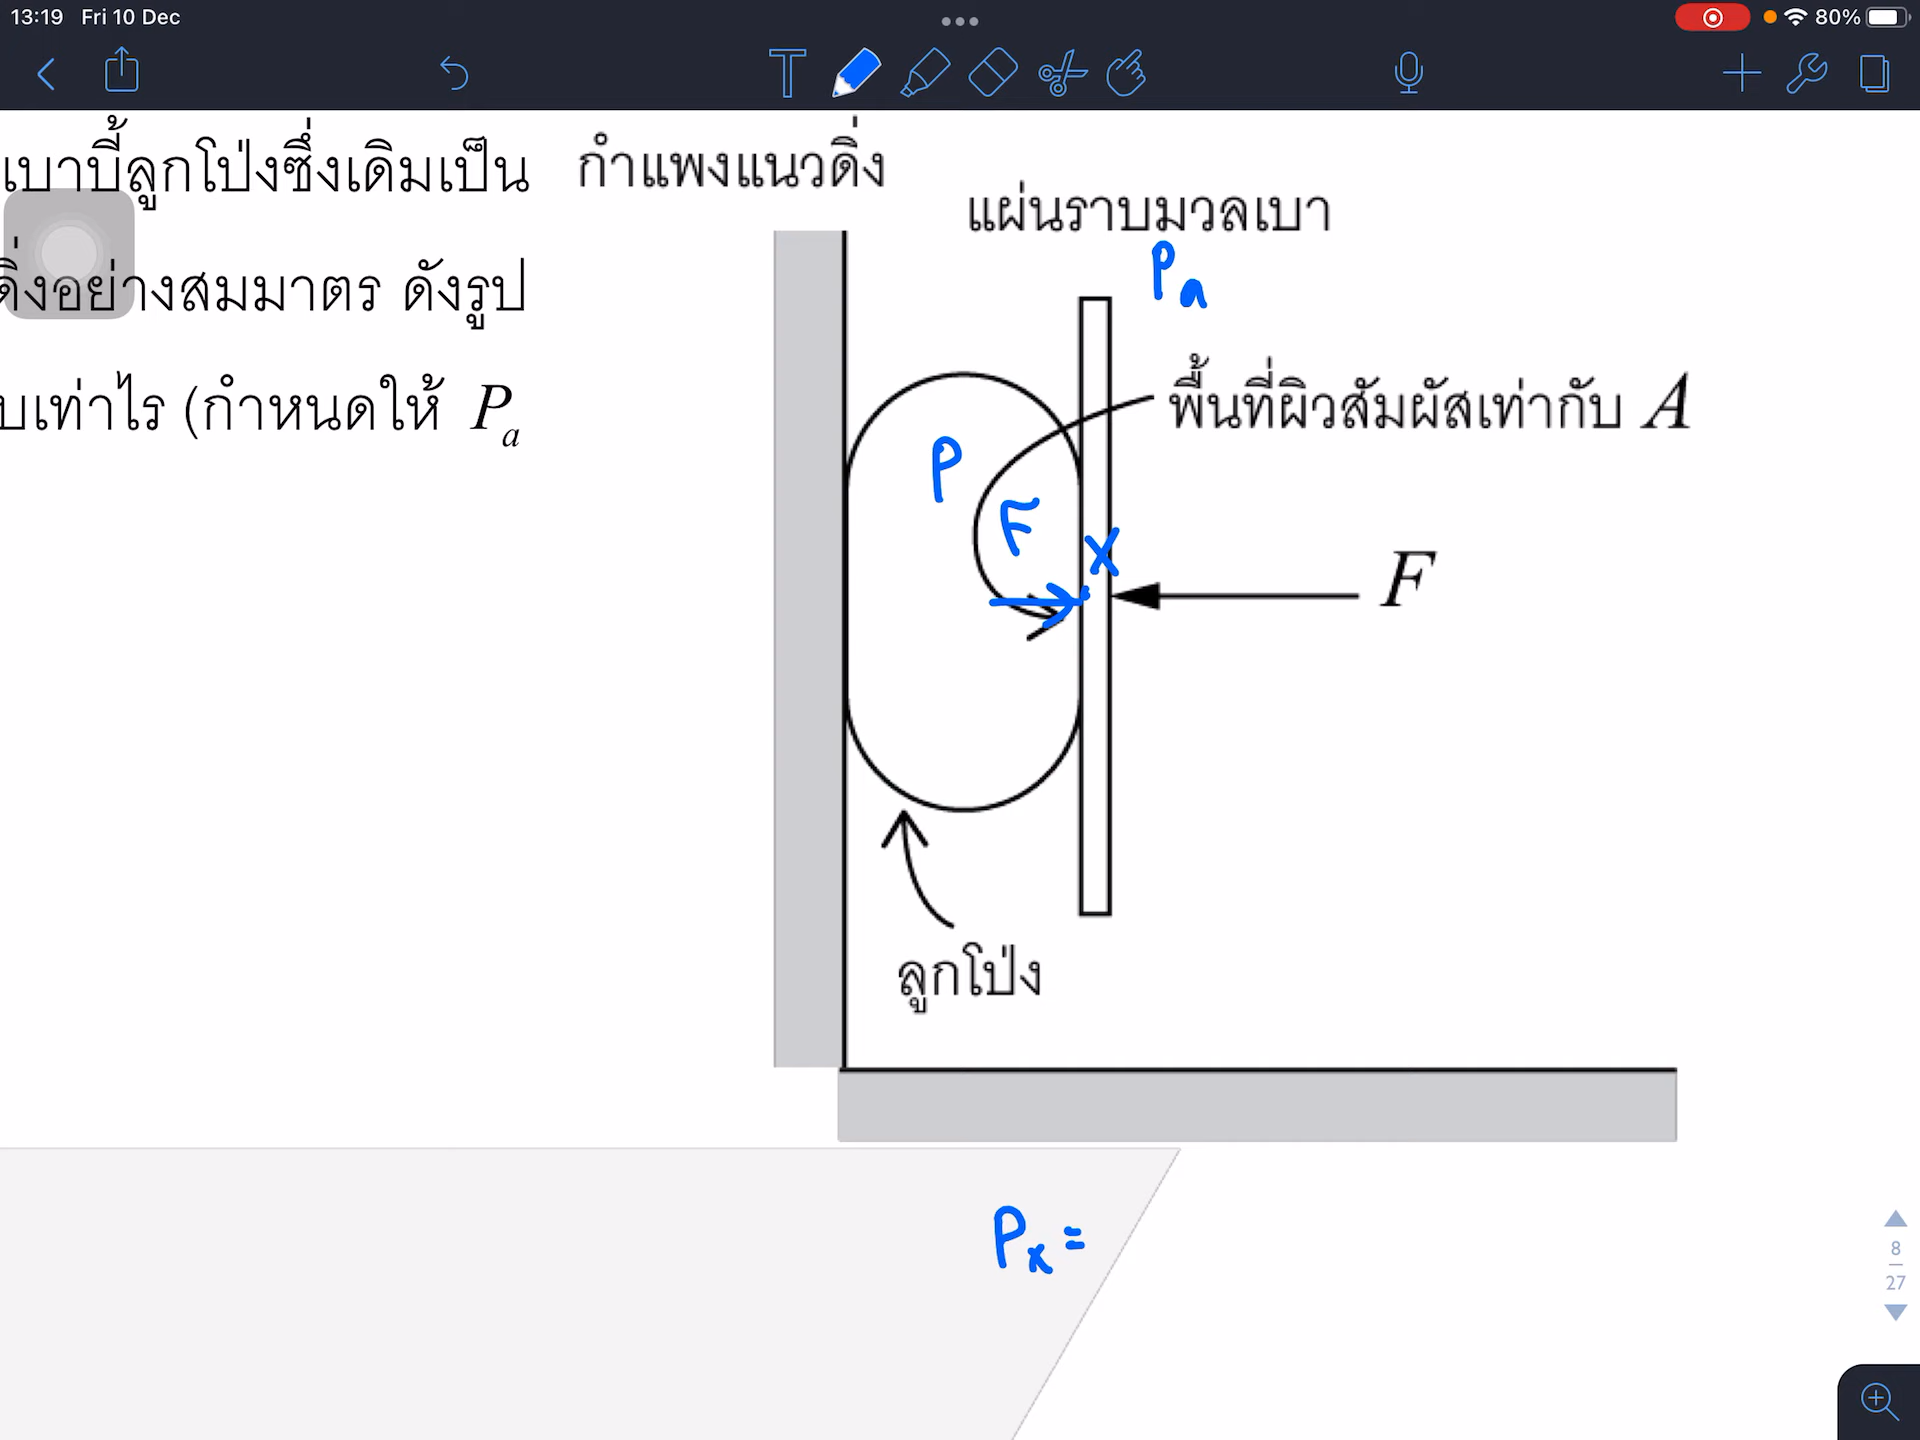 13:19 Fri 10 Dec
80%
เบาบี้ลูกโป่งซึ่งเดิมเป็น
กำแพงแนวดิ่ง
แผ่นราบมวลเบา
Pa
ดิ่งอย่างสมมาตร ดังรูป
บเท่าไร (กำหนดให้ Pa
พื้นที่ผิวสัมผัสเท่ากับ A
P
F
X
F
ลูกโป่ง
Px =
8
27